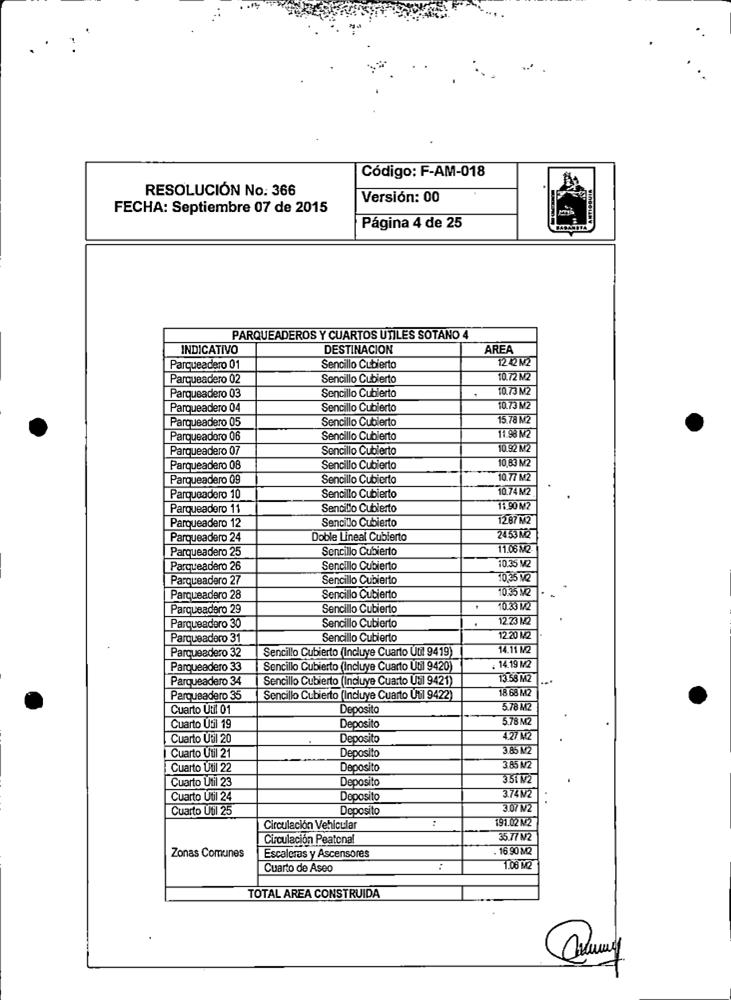 RESOLUCIÓN No. 366
FECHA: Septiembre 07 de 2015
Código: F-AM-018
Versión: 00
Página 4 de 25
SABANETA
ANTIOQUIA
PARQUEADEROS Y CUARTOS UTILES SOTANO 4
INDICATIVO DESTINACION AREA
Parqueadero 01 Sencillo Cubierto 12.42 M2
Parqueadero 02 Sencillo Cubierto 10.72 M2
Parqueadero 03 Sencillo Cubierto 10.73 M2
Parqueadero 04 Sencillo Cubierto 10.73 M2
Parqueadero 05 Sencillo Cubierto 15.78 M2
Parqueadero 06 Sencillo Cubierto 11.98 M2
Parqueadero 07 Sencillo Cubierto 10.92 M2
Parqueadero 08 Sencillo Cubierto 10,83 M2
Parqueadero 09 Sencillo Cubierto 10.77 M2
Parqueadero 10 Sencillo Cubierto 10.74 M2
Parqueadero 11 Sencillo Cubierto 11.90 M2
Parqueadero 12 Sencillo Cubierto 12.87 M2
Parqueadero 24 Doble Lineal Cubierto 24.53 M2
Parqueadero 25 Sencillo Cubierto 11.06 M2
Parqueadero 26 Sencillo Cubierto 10.35 M2
Parqueadero 27 Sencillo Cubierto 10,35 M2
Parqueadero 28 Sencillo Cubierto 10.35 M2
Parqueadero 29 Sencillo Cubierto 10.33 M2
Parqueadero 30 Sencillo Cubierto 12.23 M2
Parqueadero 31 Sencillo Cubierto 12.20 M2
Parqueadero 32 Sencillo Cubierto (Incluye Cuarto Util 9419) 14.11 M2
Parqueadero 33 Sencillo Cubierto (Incluye Cuarto Util 9420) 14.19 M2
Parqueadero 34 Sencillo Cubierto (Incluye Cuarto Util 9421) 13.58 M2
Parqueadero 35 Sencillo Cubierto (Incluye Cuarto Util 9422) 18.68 M2
Cuarto Útil 01 Deposito 5.78 M2
Cuarto Útil 19 Deposito 5.78 M2
Cuarto Útil 20 Deposito 4.27 M2
Cuarto Útil 21 Deposito 3.85 M2
Cuarto Útil 22 Deposito 3.85 M2
Cuarto Útil 23 Deposito 3.51 M2
Cuarto Útil 24 Deposito 3.74 M2
Cuarto Útil 25 Deposito 3.07 M2
Zonas Comunes
Circulación Vehicular 191.02 M2
Circulación Peatonal 35.77 M2
Escaleras y Ascensores 16.90 M2
Cuarto de Aseo 1.06 M2
TOTAL AREA CONSTRUIDA